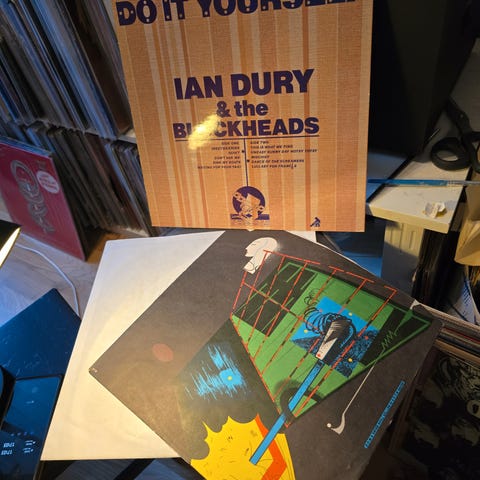 DO IT YOURSELF
IAN DURY
& the
BLOCKHEADS
SIDE ONE
INBETWEENIES
QUIET
DON'T ASK ME
SINK MY BOATS
WAITING FOR YOUR TAXI
SIDE TWO
THIS IS WHAT WE FIND
UNEASY SUNNY DAY HOTSY TOTSY
MISCHIEF
DANCE OF THE SCREAMERS
LULLABY FOR